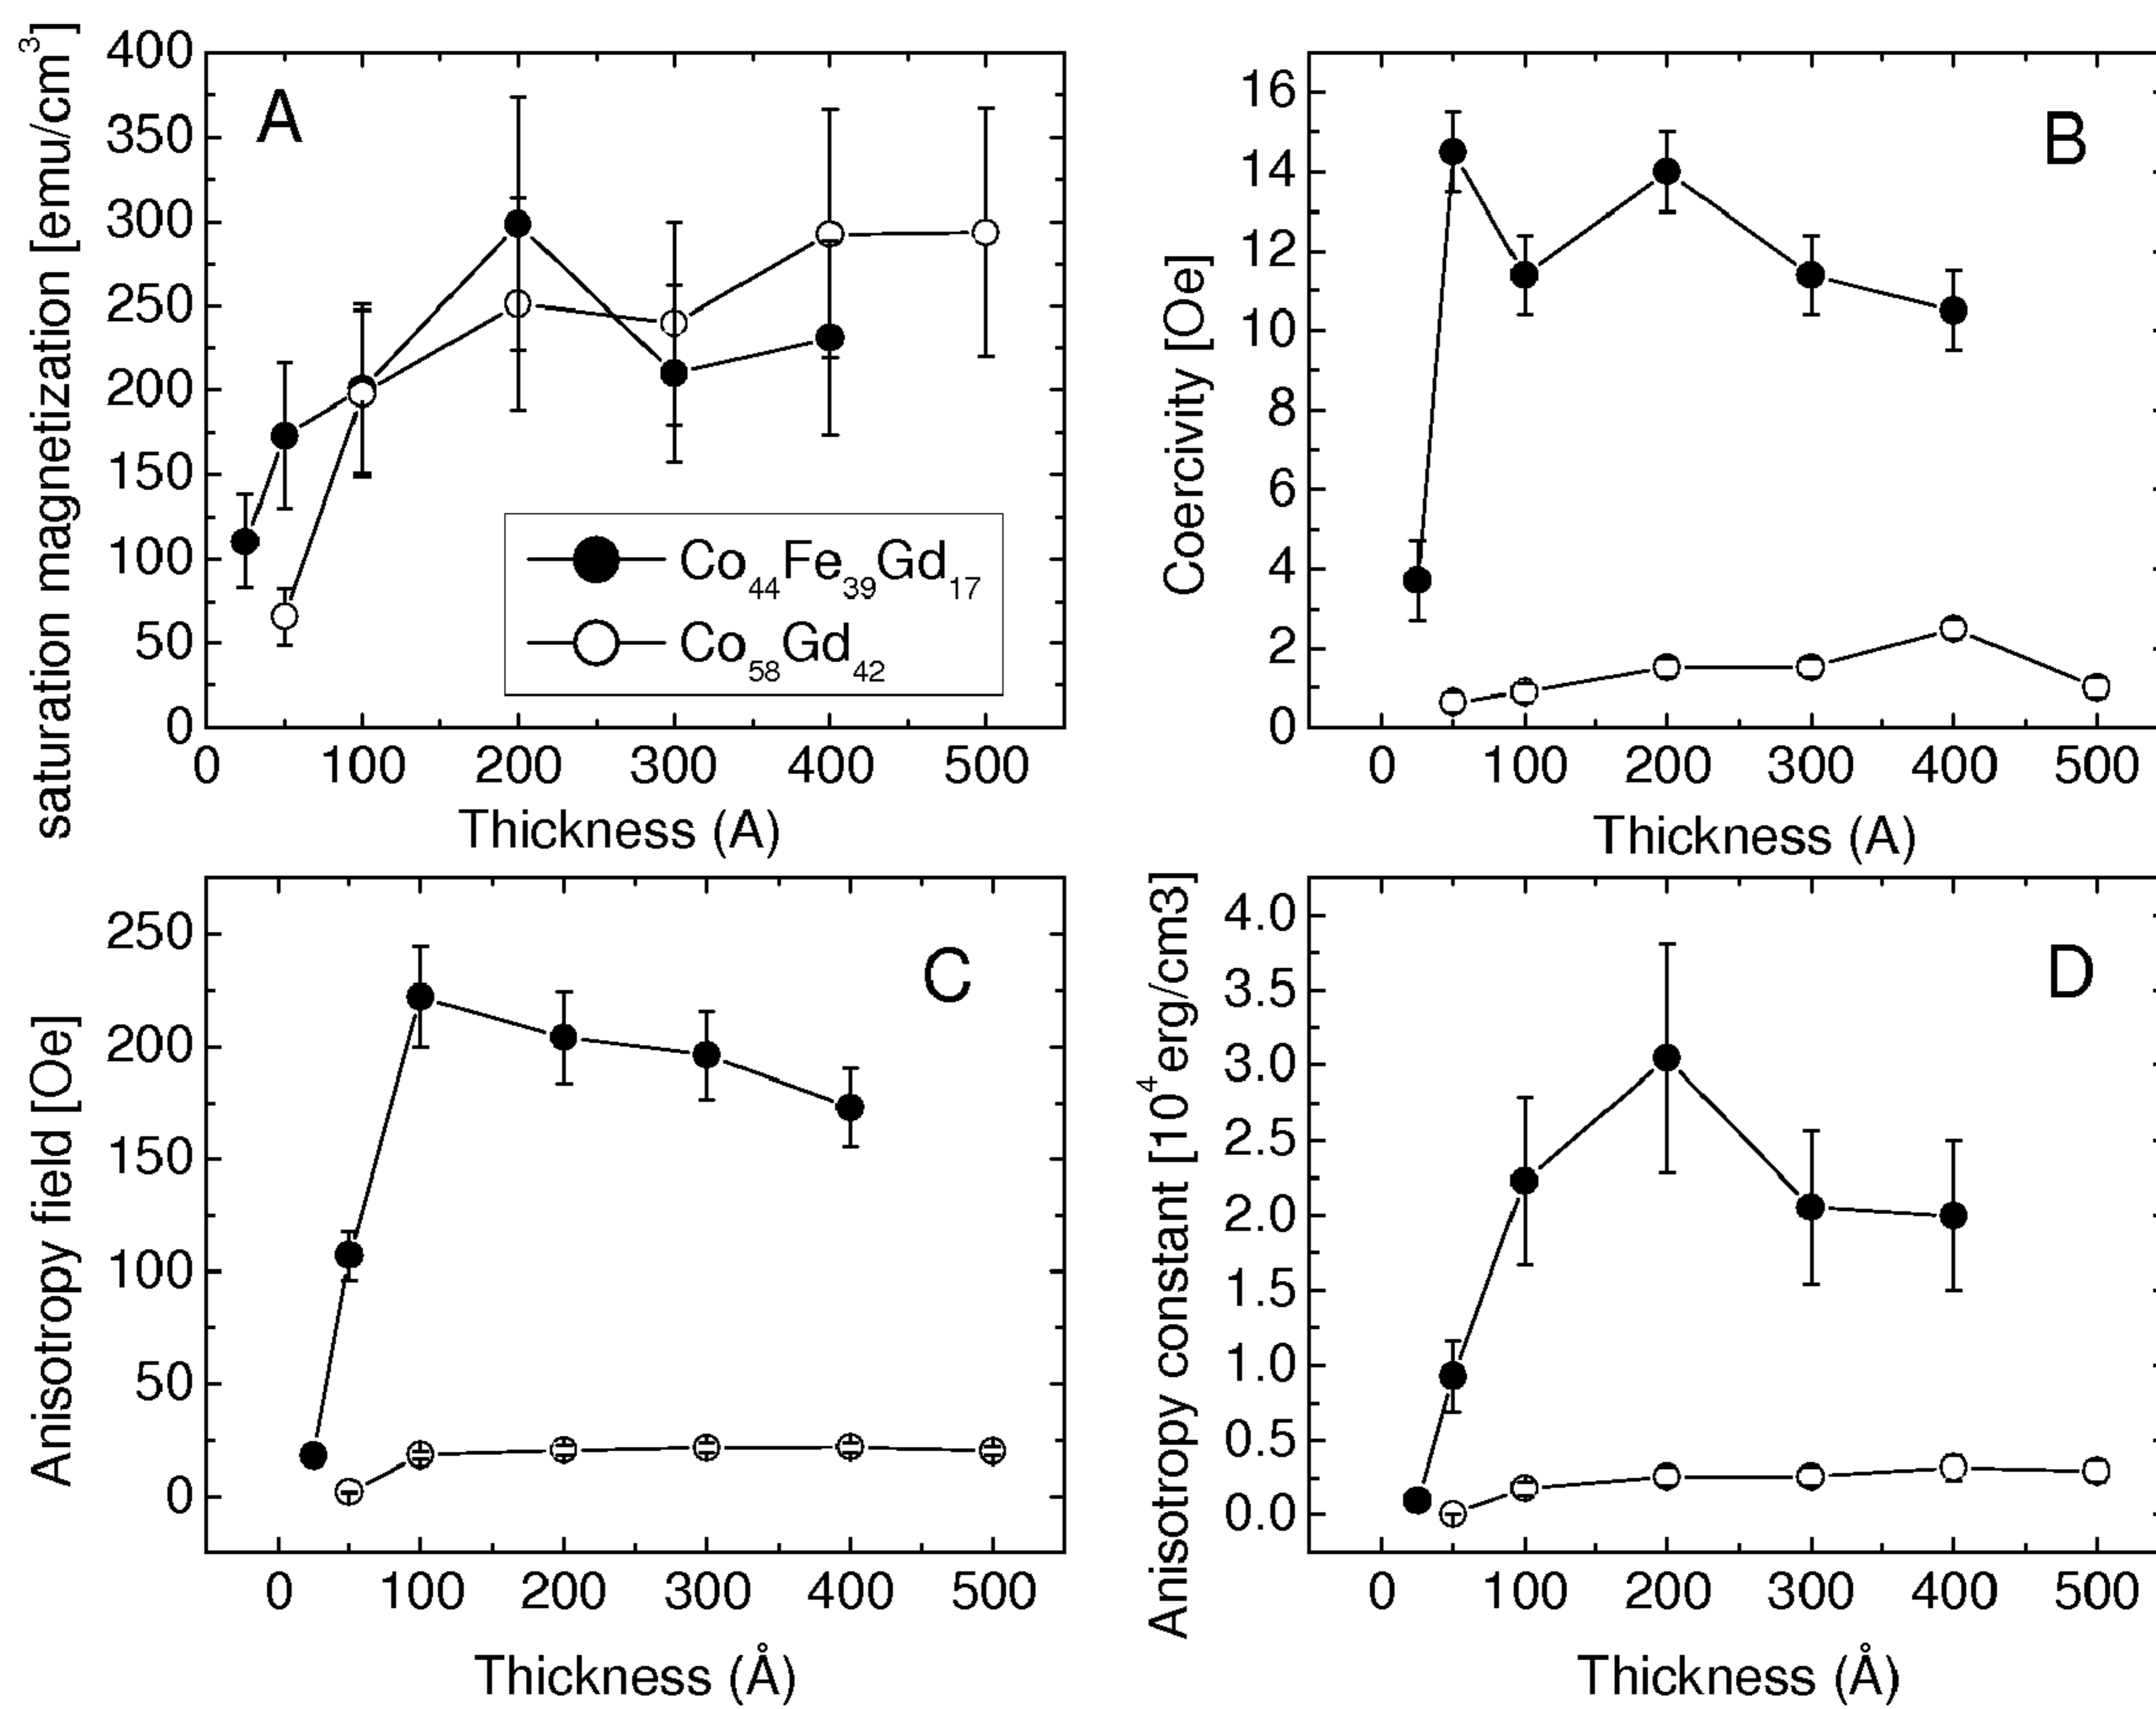 A
saturation magnetization [emu/cm³]
400
350
300
250
200
150
100
50
0
Co₄₄Fe₃₉Gd₁₇
Co₅₈Gd₄₂
0 100 200 300 400 500
Thickness (A)
B
Coercivity [Oe]
16
14
12
10
8
6
4
2
0
0 100 200 300 400 500
Thickness (A)
C
Anisotropy field [Oe]
250
200
150
100
50
0
0 100 200 300 400 500
Thickness (Å)
D
Anisotropy constant [10⁴ erg/cm3]
4.0
3.5
3.0
2.5
2.0
1.5
1.0
0.5
0.0
0 100 200 300 400 500
Thickness (Å)